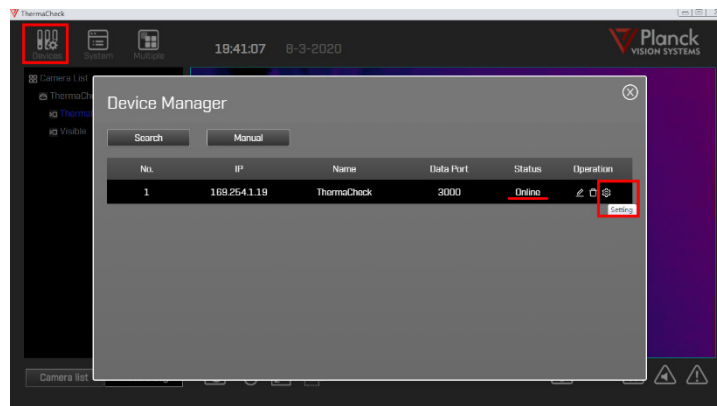 ThermaCheck
Devices System Multiple
19:41:07 8-3-2020
Planck
VISION SYSTEMS
Camera List
ThermaCh
Therma
Visible
Device Manager
Search Manual
No. IP Name Data Port Status Operation
1 169.254.1.19 ThermaCheck 3000 Online
Setting
Camera list